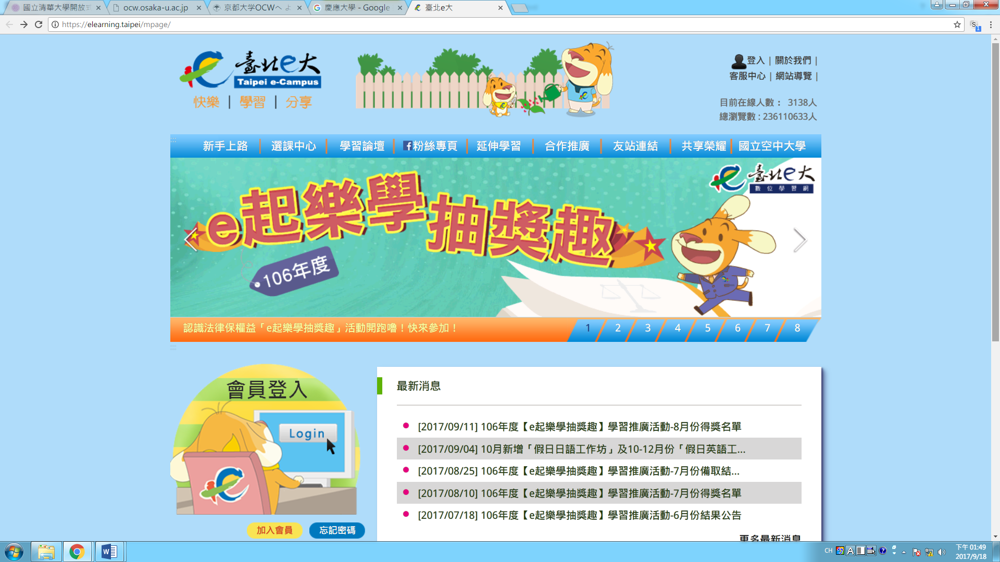 國立清華大學開放式
ocw.osaka-u.ac.jp
京都大学OCWへ よ
慶應大學 - Google
臺北e大
https://elearning.taipei/mpage/
臺北e大
Taipei e-Campus
快樂 | 學習 | 分享
登入 | 關於我們 |
客服中心 | 網站導覽 |
目前在線人數： 3138人
總瀏覽數 : 236110633人
新手上路 | 選課中心 | 學習論壇 | 粉絲專頁 | 延伸學習 | 合作推廣 | 友站連結 | 共享榮耀 | 國立空中大學
臺北e大
數位學習網
e起樂學抽獎趣
106年度
認識法律保權益「e起樂學抽獎趣」活動開跑嚕！快來參加！
1 2 3 4 5 6 7 8
會員登入
Login
加入會員
忘記密碼
最新消息
[2017/09/11] 106年度【e起樂學抽獎趣】學習推廣活動-8月份得獎名單
[2017/09/04] 10月新增「假日日語工作坊」及10-12月份「假日英語工...
[2017/08/25] 106年度【e起樂學抽獎趣】學習推廣活動-7月份備取結...
[2017/08/10] 106年度【e起樂學抽獎趣】學習推廣活動-7月份得獎名單
[2017/07/18] 106年度【e起樂學抽獎趣】學習推廣活動-6月份結果公告
更多最新消息
CH
下午 01:49
2017/9/18